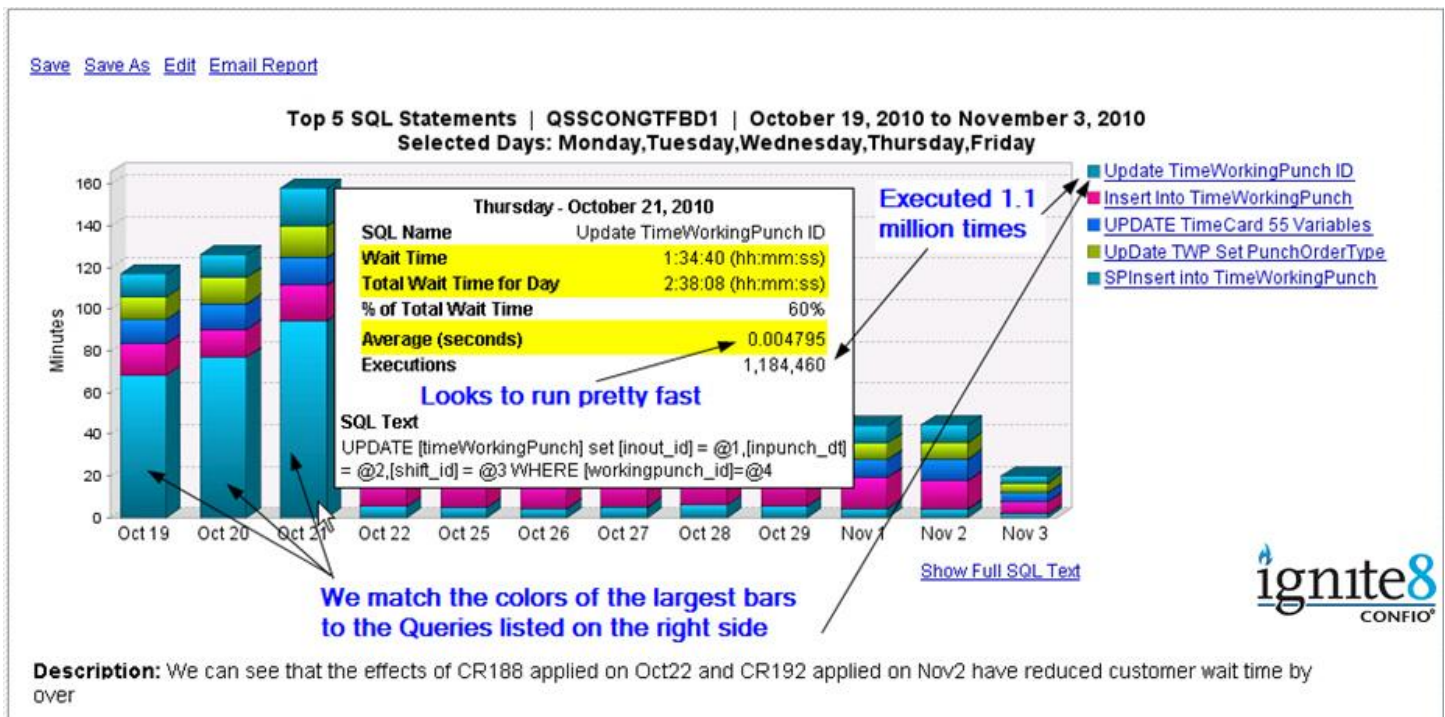 Save Save As Edit Email Report
Top 5 SQL Statements | QSSCONGTFBD1 | October 19, 2010 to November 3, 2010
Selected Days: Monday,Tuesday,Wednesday,Thursday,Friday
Minutes
160
140
120
100
80
60
40
20
0
Thursday - October 21, 2010
SQL Name Update TimeWorkingPunch ID
Wait Time 1:34:40 (hh:mm:ss)
Total Wait Time for Day 2:38:08 (hh:mm:ss)
% of Total Wait Time 60%
Average (seconds) 0.004795
Executions 1,184,460
Looks to run pretty fast
SQL Text
UPDATE [timeWorkingPunch] set [inout_id] = @1,[inpunch_dt]
= @2,[shift_id] = @3 WHERE [workingpunch_id]=@4
Executed 1.1
million times
Update TimeWorkingPunch ID
Insert Into TimeWorkingPunch
UPDATE TimeCard 55 Variables
UpDate TWP Set PunchOrderType
SPInsert into TimeWorkingPunch
Oct 19 Oct 20 Oct 21 Oct 22 Oct 25 Oct 26 Oct 27 Oct 28 Oct 29 Nov 1 Nov 2 Nov 3
Show Full SQL Text
We match the colors of the largest bars
to the Queries listed on the right side
ignite8
CONFIO®
Description: We can see that the effects of CR188 applied on Oct22 and CR192 applied on Nov2 have reduced customer wait time by
over